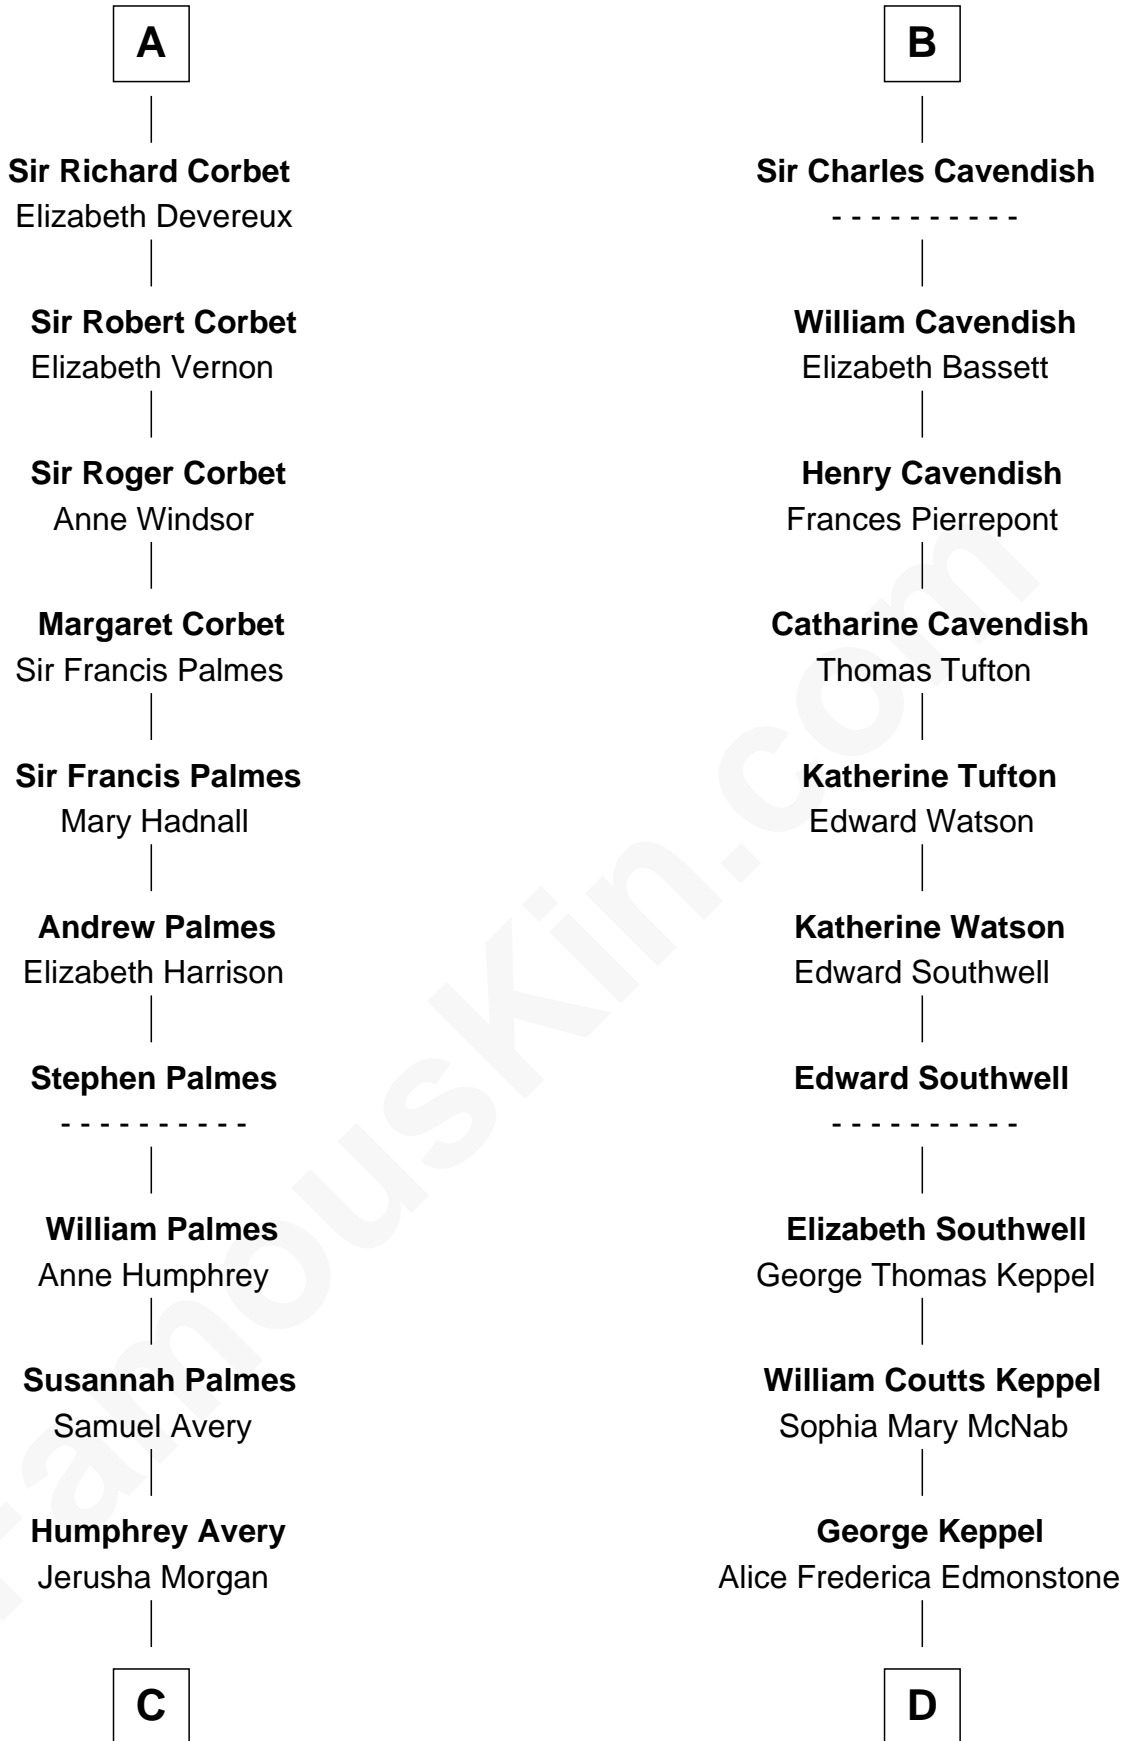 A
Sir Richard Corbet
Elizabeth Devereux
Sir Robert Corbet
Elizabeth Vernon
Sir Roger Corbet
Anne Windsor
Margaret Corbet
Sir Francis Palmes
Sir Francis Palmes
Mary Hadnall
Andrew Palmes
Elizabeth Harrison
Stephen Palmes
- - - - - - - - - -
William Palmes
Anne Humphrey
Susannah Palmes
Samuel Avery
Humphrey Avery
Jerusha Morgan
C
B
Sir Charles Cavendish
- - - - - - - - - -
William Cavendish
Elizabeth Bassett
Henry Cavendish
Frances Pierrepont
Catharine Cavendish
Thomas Tufton
Katherine Tufton
Edward Watson
Katherine Watson
Edward Southwell
Edward Southwell
- - - - - - - - - -
Elizabeth Southwell
George Thomas Keppel
William Coutts Keppel
Sophia Mary McNab
George Keppel
Alice Frederica Edmonstone
D
FamousKin.com